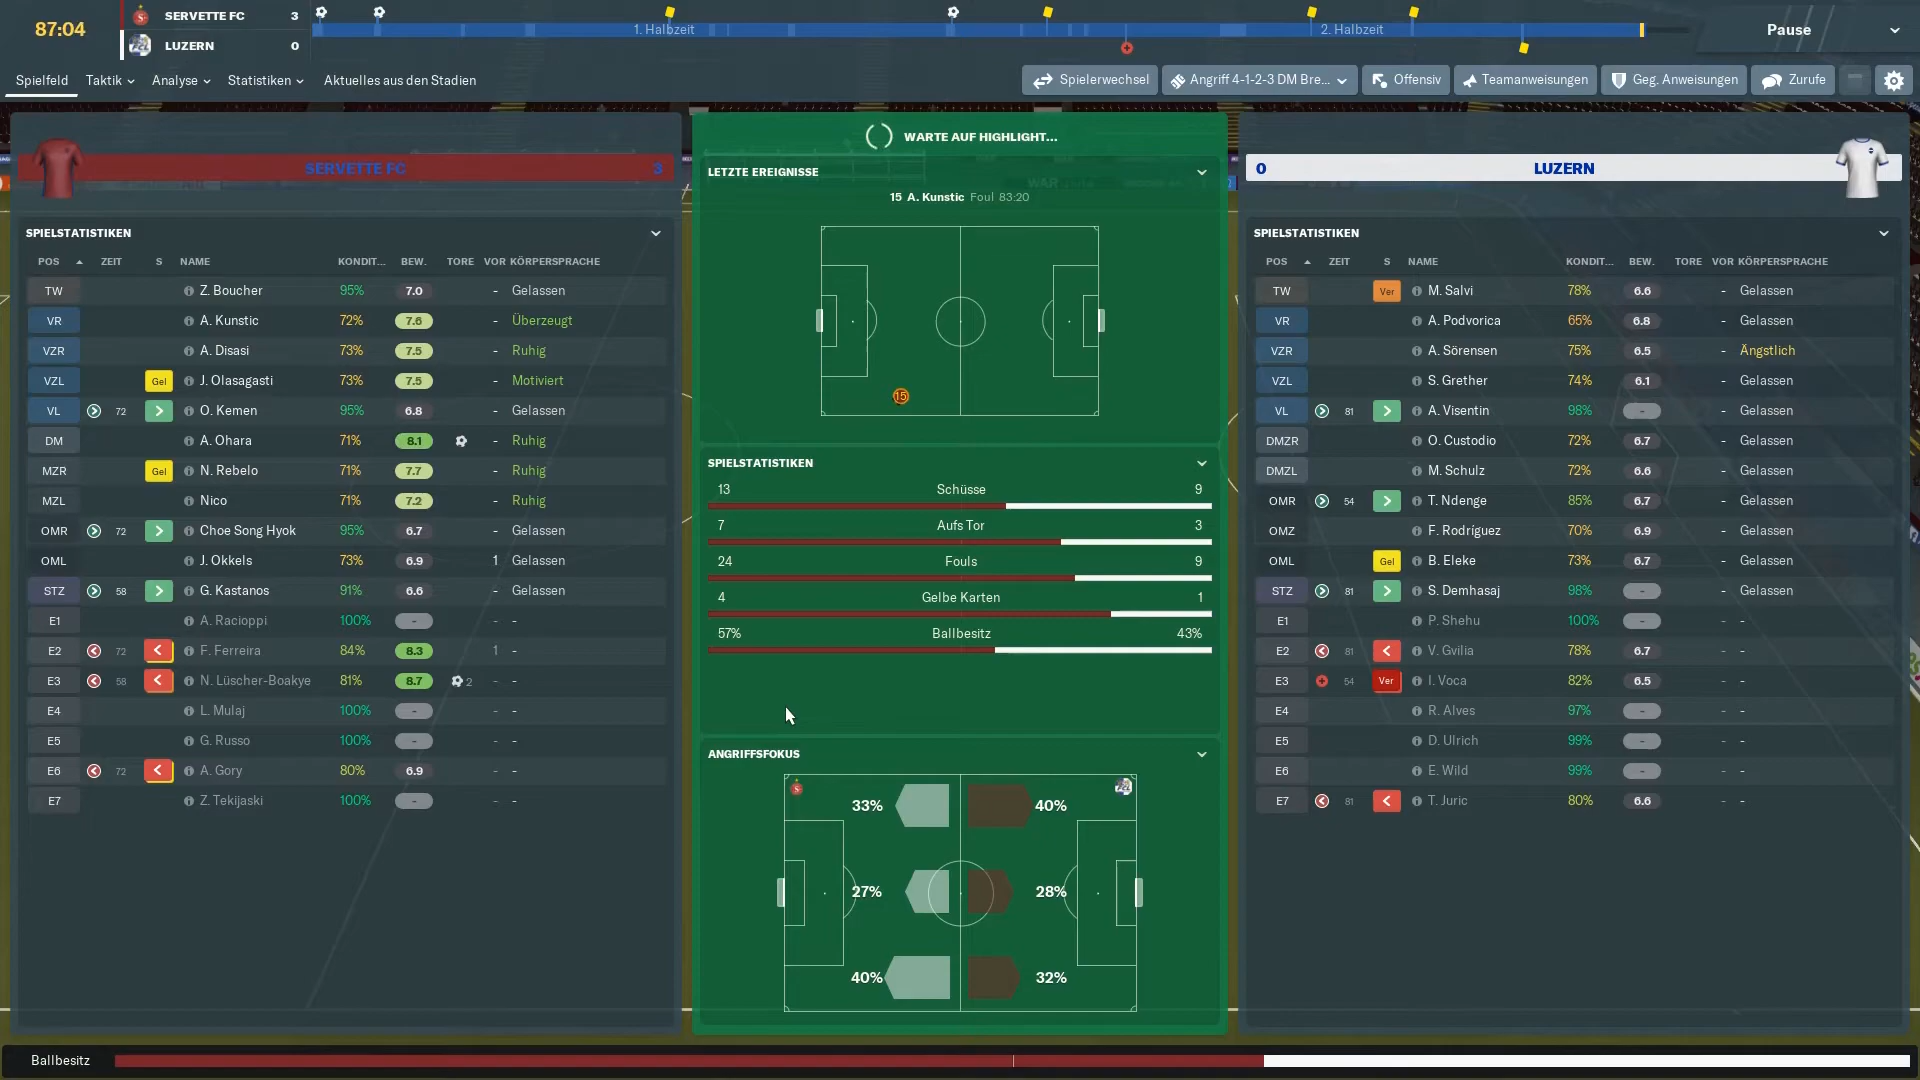 87:04
SERVETTE FC 3
LUZERN 0
1. Halbzeit
2. Halbzeit
Pause
Spielfeld Taktik Analyse Statistiken Aktuelles aus den Stadien
Spielerwechsel Angriff 4-1-2-3 DM Bre... Offensiv Teamanweisungen Geg. Anweisungen Zurufe
SERVETTE FC 3
SPIELSTATISTIKEN
POS ZEIT S NAME KONDIT... BEW. TORE VOR KÖRPERSPRACHE
TW Z. Boucher 95% 7.0 - Gelassen
VR A. Kunstic 72% 7.6 - Überzeugt
VZR A. Disasi 73% 7.5 - Ruhig
VZL Gel J. Olasagasti 73% 7.5 - Motiviert
VL 72 O. Kemen 95% 6.8 - Gelassen
DM A. Ohara 71% 8.1 - Ruhig
MZR Gel N. Rebelo 71% 7.7 - Ruhig
MZL Nico 71% 7.2 - Ruhig
OMR 72 Choe Song Hyok 95% 6.7 - Gelassen
OML J. Okkels 73% 6.9 1 Gelassen
STZ 58 G. Kastanos 91% 6.6 - Gelassen
E1 A. Racioppi 100% - - -
E2 72 F. Ferreira 84% 8.3 1 -
E3 58 N. Lüscher-Boakye 81% 8.7 2 - -
E4 L. Mulaj 100% - - -
E5 G. Russo 100% - - -
E6 72 A. Gory 80% 6.9 - -
E7 Z. Tekijaski 100% - - -
WARTE AUF HIGHLIGHT...
LETZTE EREIGNISSE
15 A. Kunstic Foul 83:20
15
SPIELSTATISTIKEN
13 Schüsse 9
7 Aufs Tor 3
24 Fouls 9
4 Gelbe Karten 1
57% Ballbesitz 43%
ANGRIFFSFOKUS
33% 40%
27% 28%
40% 32%
0 LUZERN
SPIELSTATISTIKEN
POS ZEIT S NAME KONDIT... BEW. TORE VOR KÖRPERSPRACHE
TW Ver M. Salvi 78% 6.6 - Gelassen
VR A. Podvorica 65% 6.8 - Gelassen
VZR A. Sörensen 75% 6.5 - Ängstlich
VZL S. Grether 74% 6.1 - Gelassen
VL 81 A. Visentin 98% - - Gelassen
DMZR O. Custodio 72% 6.7 - Gelassen
DMZL M. Schulz 72% 6.6 - Gelassen
OMR 54 T. Ndenge 85% 6.7 - Gelassen
OMZ F. Rodríguez 70% 6.9 - Gelassen
OML Gel B. Eleke 73% 6.7 - Gelassen
STZ 81 S. Demhasaj 98% - - Gelassen
E1 P. Shehu 100% - - -
E2 81 V. Gvilia 78% 6.7 - -
E3 54 Ver I. Voca 82% 6.5 - -
E4 R. Alves 97% - - -
E5 D. Ulrich 99% - - -
E6 E. Wild 99% - - -
E7 81 T. Juric 80% 6.6 - -
Ballbesitz